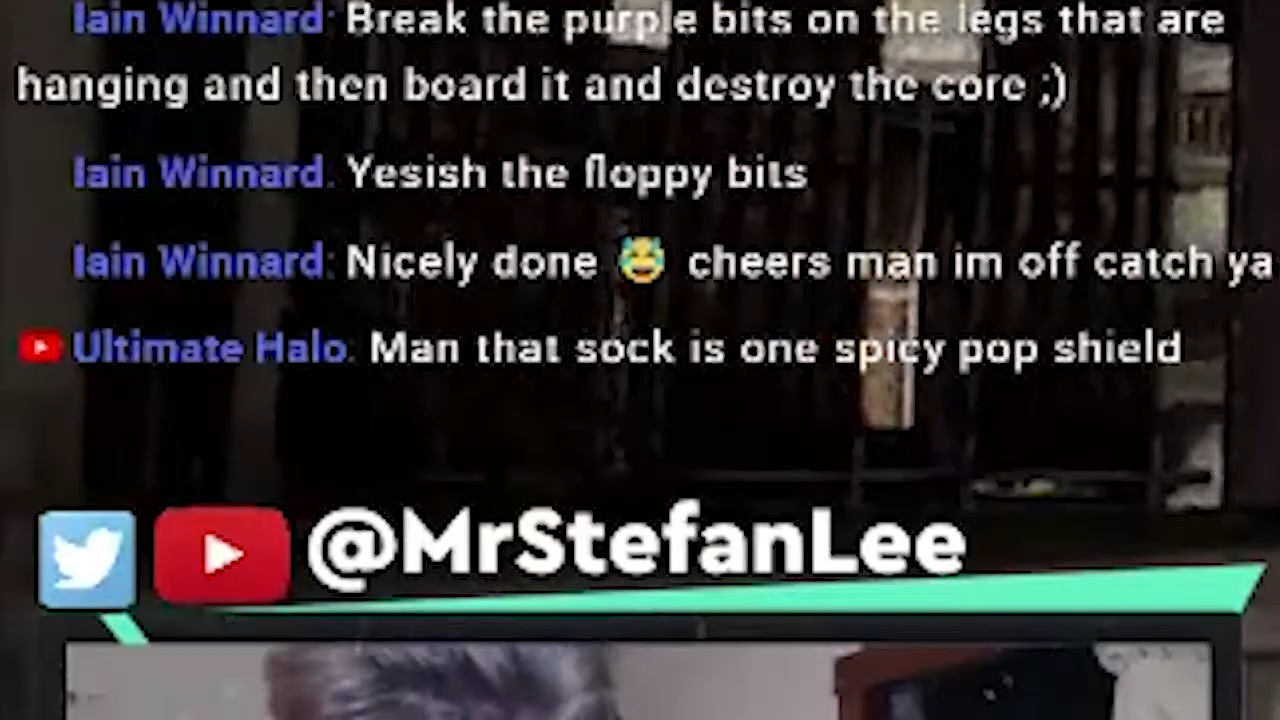 Iain Winnard: Break the purple bits on the legs that are
hanging and then board it and destroy the core ;)
Iain Winnard: Yesish the floppy bits
Iain Winnard: Nicely done 😅 cheers man im off catch ya
Ultimate Halo: Man that sock is one spicy pop shield
@MrStefanLee